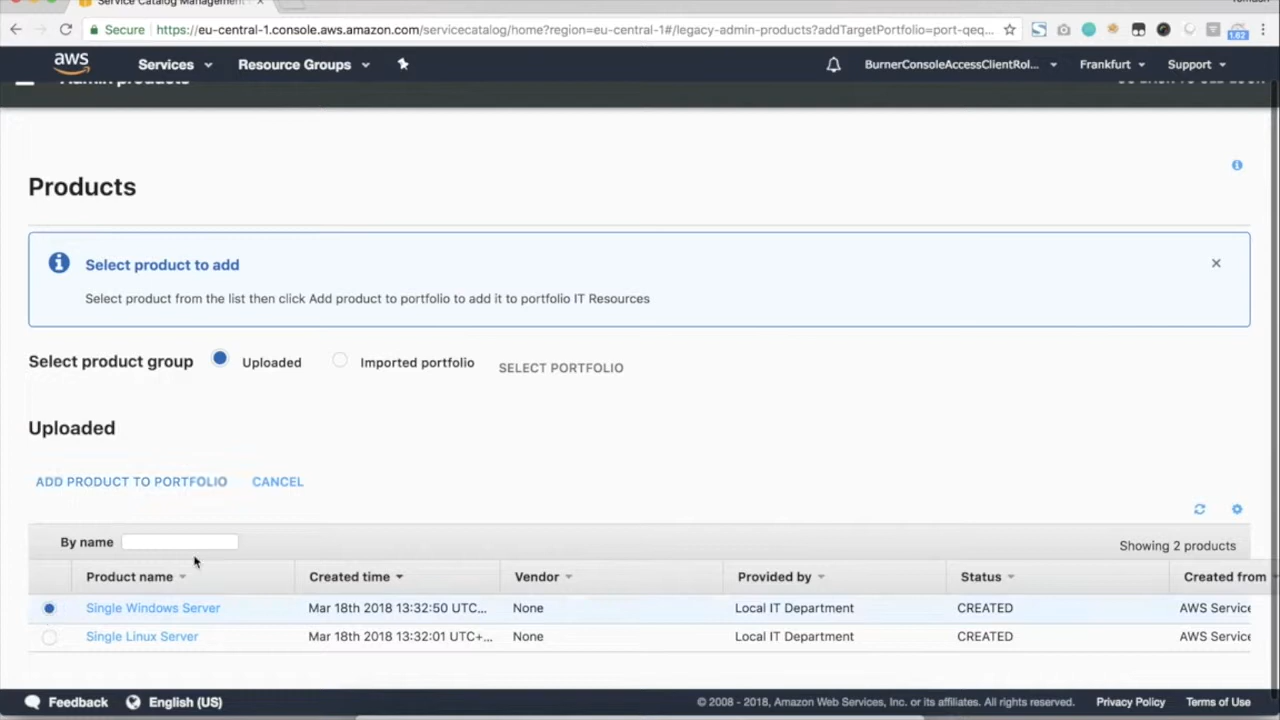 Service Catalog Management
Secure https://eu-central-1.console.aws.amazon.com/servicecatalog/home?region=eu-central-1#/legacy-admin-products?addTargetPortfolio=port-qeq...
1.62
aws Services Resource Groups BurnerConsoleAccessClientRol... Frankfurt Support
Admin products
Products
Select product to add
Select product from the list then click Add product to portfolio to add it to portfolio IT Resources
Select product group Uploaded Imported portfolio SELECT PORTFOLIO
Uploaded
ADD PRODUCT TO PORTFOLIO CANCEL
By name Showing 2 products
Product name Created time Vendor Provided by Status Created from
Single Windows Server Mar 18th 2018 13:32:50 UTC... None Local IT Department CREATED AWS Service
Single Linux Server Mar 18th 2018 13:32:01 UTC+... None Local IT Department CREATED AWS Service
Feedback English (US) © 2008 - 2018, Amazon Web Services, Inc. or its affiliates. All rights reserved. Privacy Policy Terms of Use